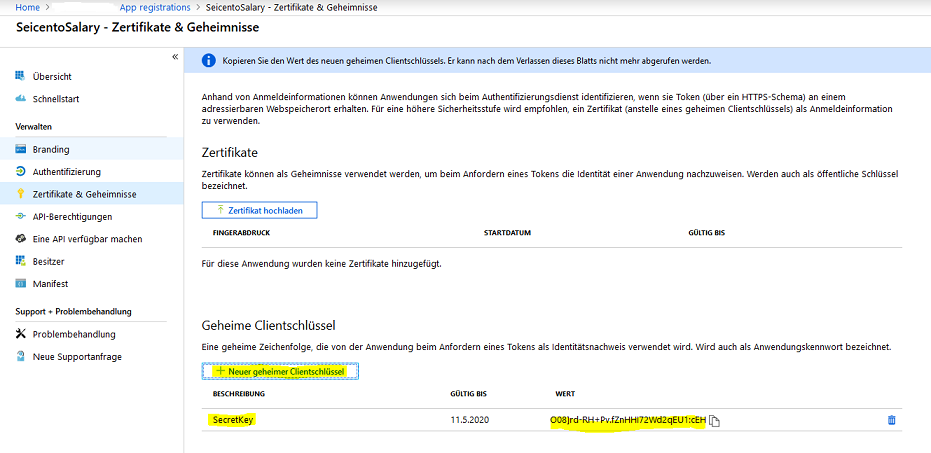 Home > > App registrations > SeicentoSalary - Zertifikate & Geheimnisse
SeicentoSalary - Zertifikate & Geheimnisse
«
Übersicht
Schnellstart
Verwalten
Branding
Authentifizierung
Zertifikate & Geheimnisse
API-Berechtigungen
Eine API verfügbar machen
Besitzer
Manifest
Support + Problembehandlung
Problembehandlung
Neue Supportanfrage
Kopieren Sie den Wert des neuen geheimen Clientschlüssels. Er kann nach dem Verlassen dieses Blatts nicht mehr abgerufen werden.
Anhand von Anmeldeinformationen können Anwendungen sich beim Authentifizierungsdienst identifizieren, wenn sie Token (über ein HTTPS-Schema) an einem
adressierbaren Webspeicherort erhalten. Für eine höhere Sicherheitsstufe wird empfohlen, ein Zertifikat (anstelle eines geheimen Clientschlüssels) als Anmeldeinformation
zu verwenden.
Zertifikate
Zertifikate können als Geheimnisse verwendet werden, um beim Anfordern eines Tokens die Identität einer Anwendung nachzuweisen. Werden auch als öffentliche Schlüssel
bezeichnet.
Zertifikat hochladen
FINGERABDRUCK STARTDATUM GÜLTIG BIS
Für diese Anwendung wurden keine Zertifikate hinzugefügt.
Geheime Clientschlüssel
Eine geheime Zeichenfolge, die von der Anwendung beim Anfordern eines Tokens als Identitätsnachweis verwendet wird. Wird auch als Anwendungskennwort bezeichnet.
+ Neuer geheimer Clientschlüssel
BESCHREIBUNG GÜLTIG BIS WERT
SecretKey 11.5.2020